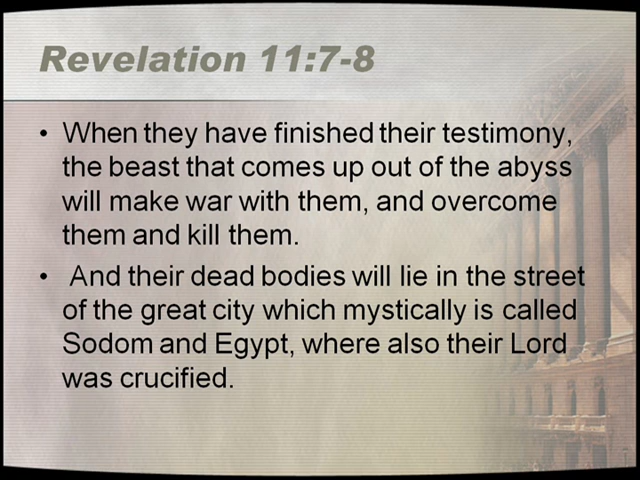 Revelation 11:7-8
• When they have finished their testimony,
the beast that comes up out of the abyss
will make war with them, and overcome
them and kill them.
• And their dead bodies will lie in the street
of the great city which mystically is called
Sodom and Egypt, where also their Lord
was crucified.